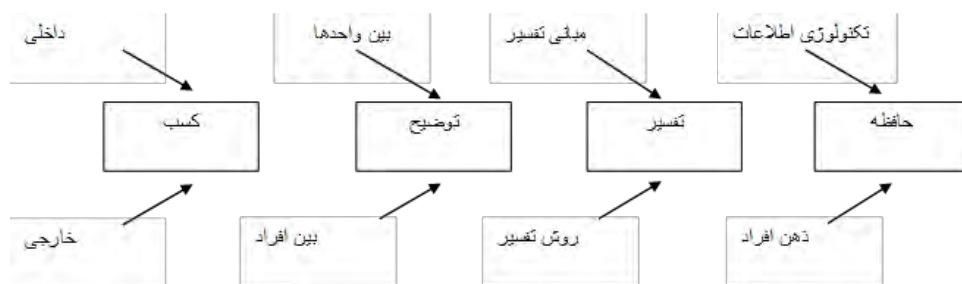 تکنولوژی اطلاعات
مبانی تفسیر
بین واحدها
داخلی
حافظه
تفسیر
توضیح
کسب
ذهن افراد
روش تفسیر
بین افراد
خارجی